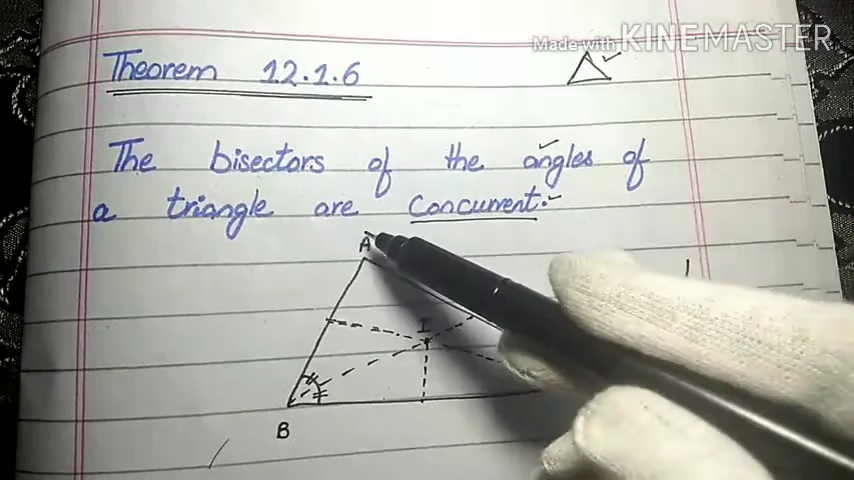 Made with KINEMASTER
Theorem 12.1.6
The bisectors of the angles of
a triangle are Concurrent.
A
I
B